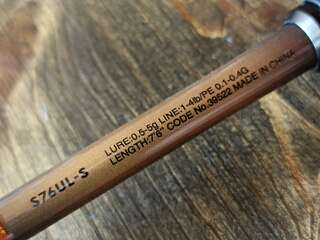 S76UL-S
LURE:0.5-5g LINE:1-4lb/PE 0.1-0.4G
LENGTH:7'6" CODE No.39522 MADE IN CHINA